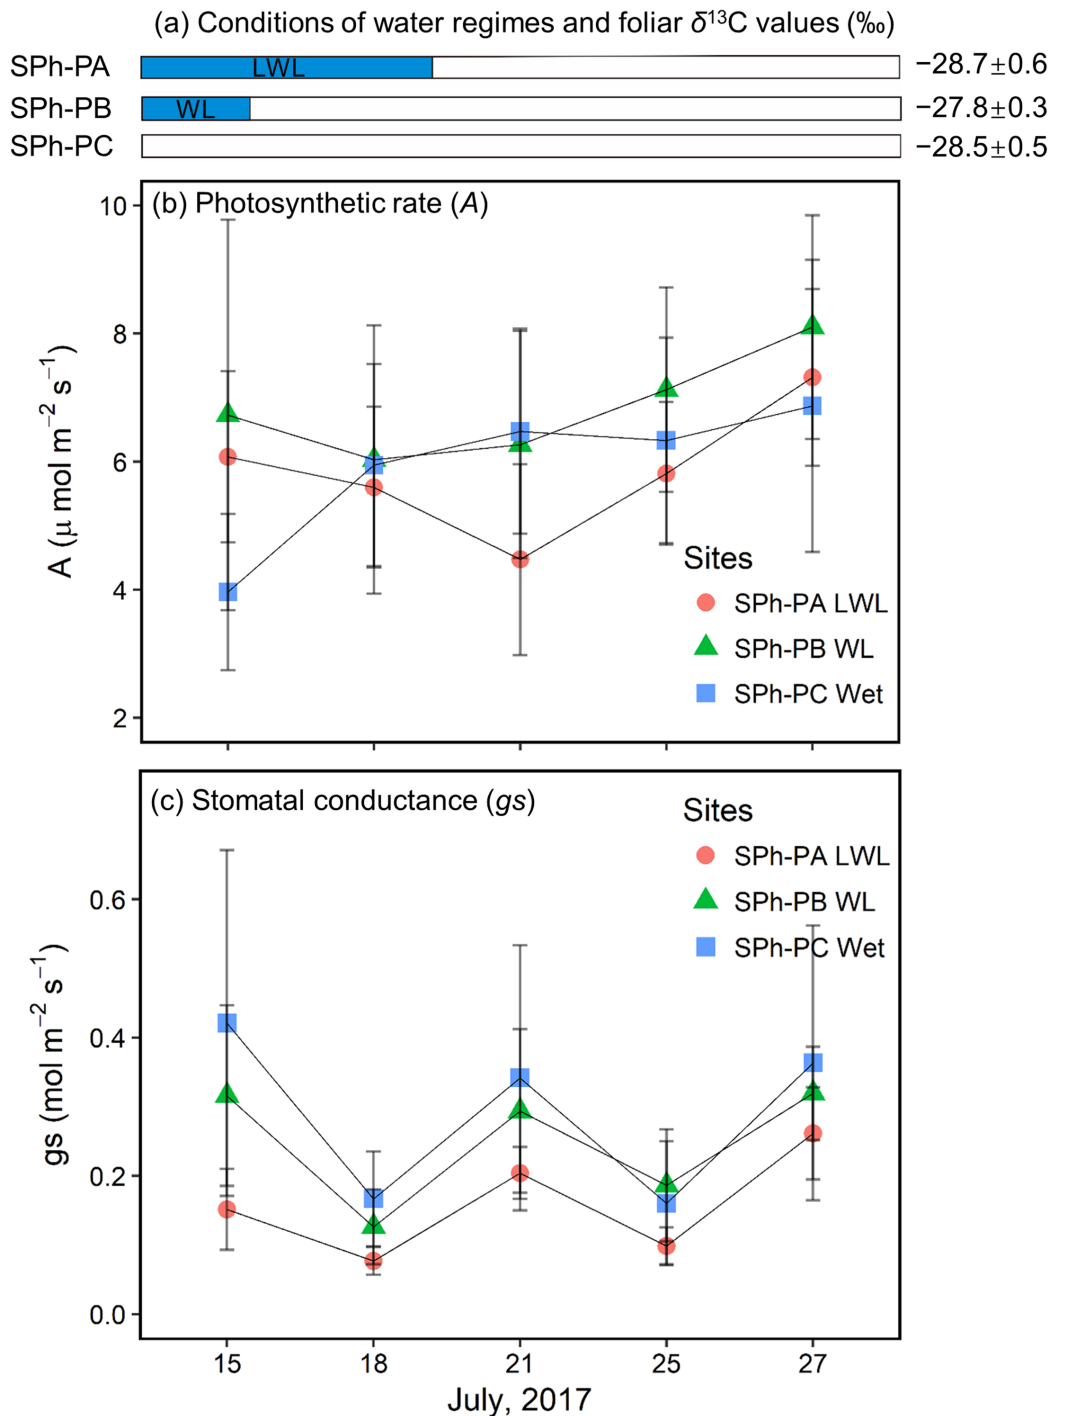 (a) Conditions of water regimes and foliar δ¹³C values (‰)
SPh-PA LWL −28.7±0.6
SPh-PB WL −27.8±0.3
SPh-PC −28.5±0.5
(b) Photosynthetic rate (A)
10
8
6
4
2
A (μ mol m⁻² s⁻¹)
Sites
SPh-PA LWL
SPh-PB WL
SPh-PC Wet
(c) Stomatal conductance (gs)
Sites
SPh-PA LWL
SPh-PB WL
SPh-PC Wet
0.6
0.4
0.2
0.0
gs (mol m⁻² s⁻¹)
15 18 21 25 27
July, 2017